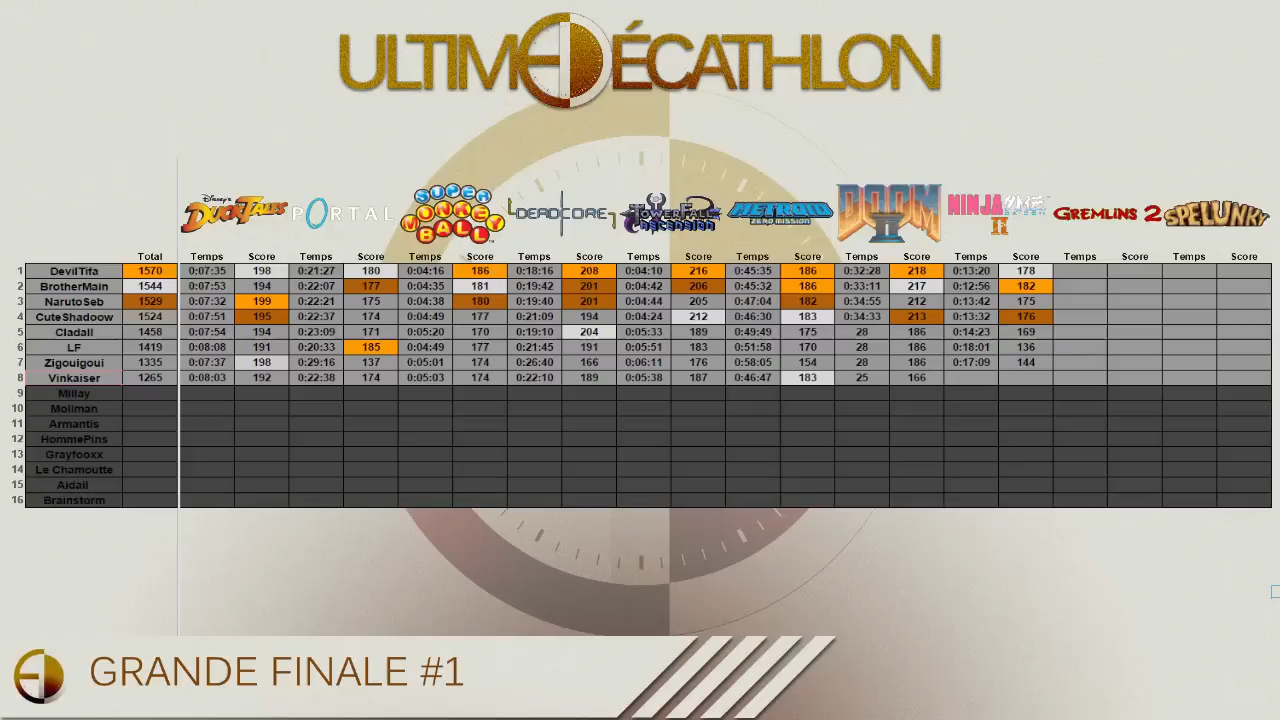 ULTIME DÉCATHLON
Disney's DUCKTALES PORTAL SUPER MONKEY BALL DEADCORE TOWERFALL ASCENSION METROID ZERO MISSION DOOM II NINJA II GREMLINS 2 SPELUNKY
Total Temps Score Temps Score Temps Score Temps Score Temps Score Temps Score Temps Score Temps Score Temps Score Temps Score
1 DevilTifa 1570 0:07:35 198 0:21:27 180 0:04:16 186 0:18:16 208 0:04:10 216 0:45:35 186 0:32:28 218 0:13:20 178
2 BrotherMain 1544 0:07:53 194 0:22:07 177 0:04:35 181 0:19:42 201 0:04:42 206 0:45:32 186 0:33:11 217 0:12:56 182
3 NarutoSeb 1529 0:07:32 199 0:22:21 175 0:04:38 180 0:19:40 201 0:04:44 205 0:47:04 182 0:34:55 212 0:13:42 175
4 CuteShadoow 1524 0:07:51 195 0:22:37 174 0:04:49 177 0:21:09 194 0:04:24 212 0:46:30 183 0:34:33 213 0:13:32 176
5 Cladall 1458 0:07:54 194 0:23:09 171 0:05:20 170 0:19:10 204 0:05:33 189 0:49:49 175 28 186 0:14:23 169
6 LF 1419 0:08:08 191 0:20:33 185 0:04:49 177 0:21:45 191 0:05:51 183 0:51:58 170 28 186 0:18:01 136
7 Zigouigoui 1335 0:07:37 198 0:29:16 137 0:05:01 174 0:26:40 166 0:06:11 176 0:58:05 154 28 186 0:17:09 144
8 Vinkaiser 1265 0:08:03 192 0:22:38 174 0:05:03 174 0:22:10 189 0:05:38 187 0:46:47 183 25 166
9 Millay
10 Moliman
11 Armantis
12 HommePins
13 Grayfooxx
14 Le Chamoutte
15 Aidail
16 Brainstorm
GRANDE FINALE #1